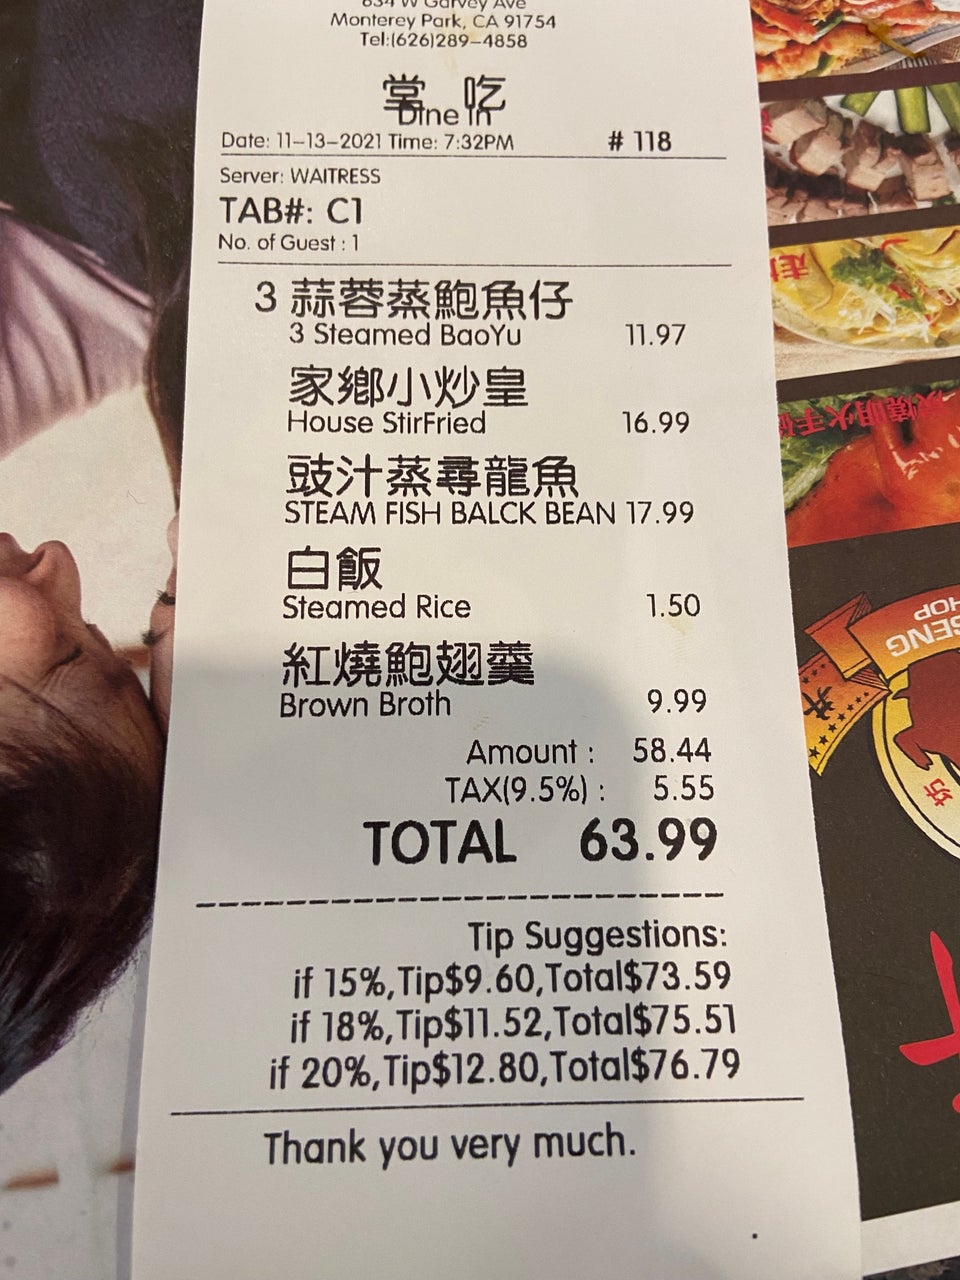 634 W Garvey Ave
Monterey Park, CA 91754
Tel:(626)289-4858
堂 吃
Dine In
Date: 11-13-2021 Time: 7:32PM # 118
Server: WAITRESS
TAB#: C1
No. of Guest : 1
3 蒜蓉蒸鮑魚仔
3 Steamed BaoYu 11.97
家鄉小炒皇
House StirFried 16.99
豉汁蒸尋龍魚
STEAM FISH BALCK BEAN 17.99
白飯
Steamed Rice 1.50
紅燒鮑翅羹
Brown Broth 9.99
Amount : 58.44
TAX(9.5%) : 5.55
TOTAL 63.99
Tip Suggestions:
if 15%,Tip$9.60,Total$73.59
if 18%,Tip$11.52,Total$75.51
if 20%,Tip$12.80,Total$76.79
Thank you very much.
SENG
HOP
坊